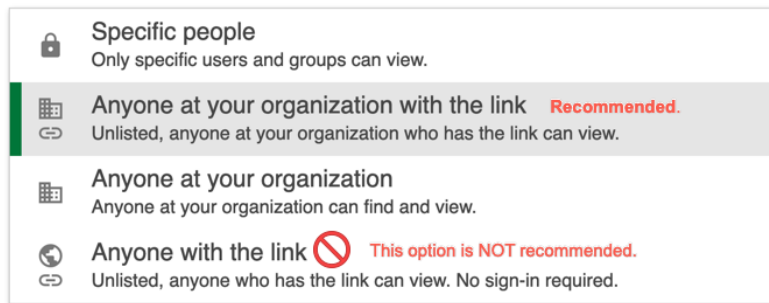 Specific people
Only specific users and groups can view.
Anyone at your organization with the link Recommended.
Unlisted, anyone at your organization who has the link can view.
Anyone at your organization
Anyone at your organization can find and view.
Anyone with the link This option is NOT recommended.
Unlisted, anyone who has the link can view. No sign-in required.